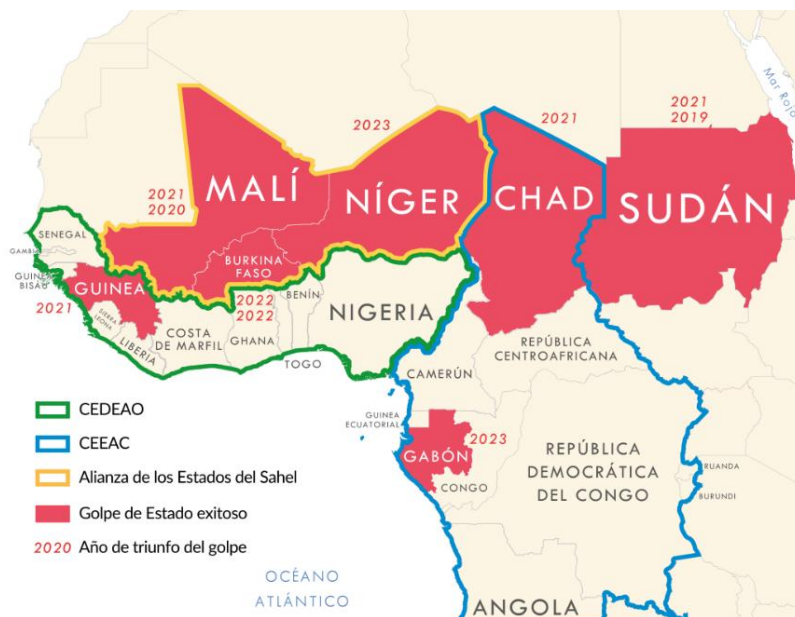 2021
2019
Mar Rojo
2023
2021
2021
2020
MALÍ
NÍGER
CHAD
SUDÁN
SENEGAL
GAMBIA
GUINEA
BISÁU
BURKINA
FASO
GUINEA
2021
SIERRA
LEONA
LIBERIA
COSTA
DE MARFIL
GHANA
2022
2022
BENÍN
TOGO
NIGERIA
REPÚBLICA
CENTROAFRICANA
CAMERÚN
GUINEA
ECUATORIAL
GABÓN
2023
CONGO
REPÚBLICA
DEMOCRÁTICA
DEL CONGO
RUANDA
BURUNDI
ANGOLA
OCÉANO
ATLÁNTICO
CEDEAO
CEEAC
Alianza de los Estados del Sahel
Golpe de Estado exitoso
2020 Año de triunfo del golpe